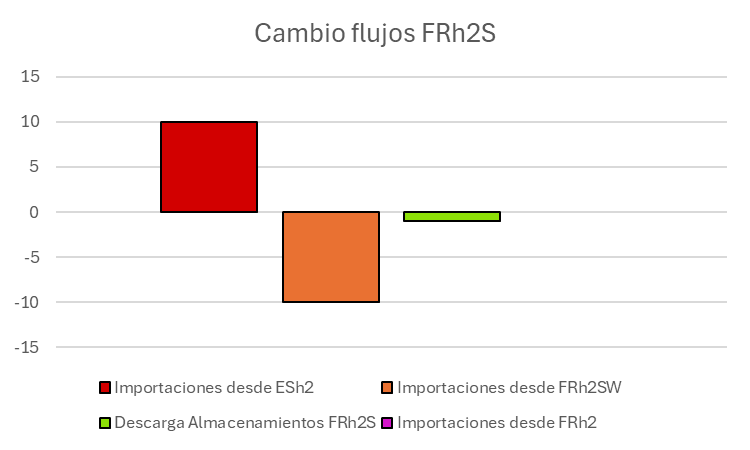 Cambio flujos FRh2S
15
10
5
0
-5
-10
-15
Importaciones desde ESh2 Importaciones desde FRh2SW
Descarga Almacenamientos FRh2S Importaciones desde FRh2